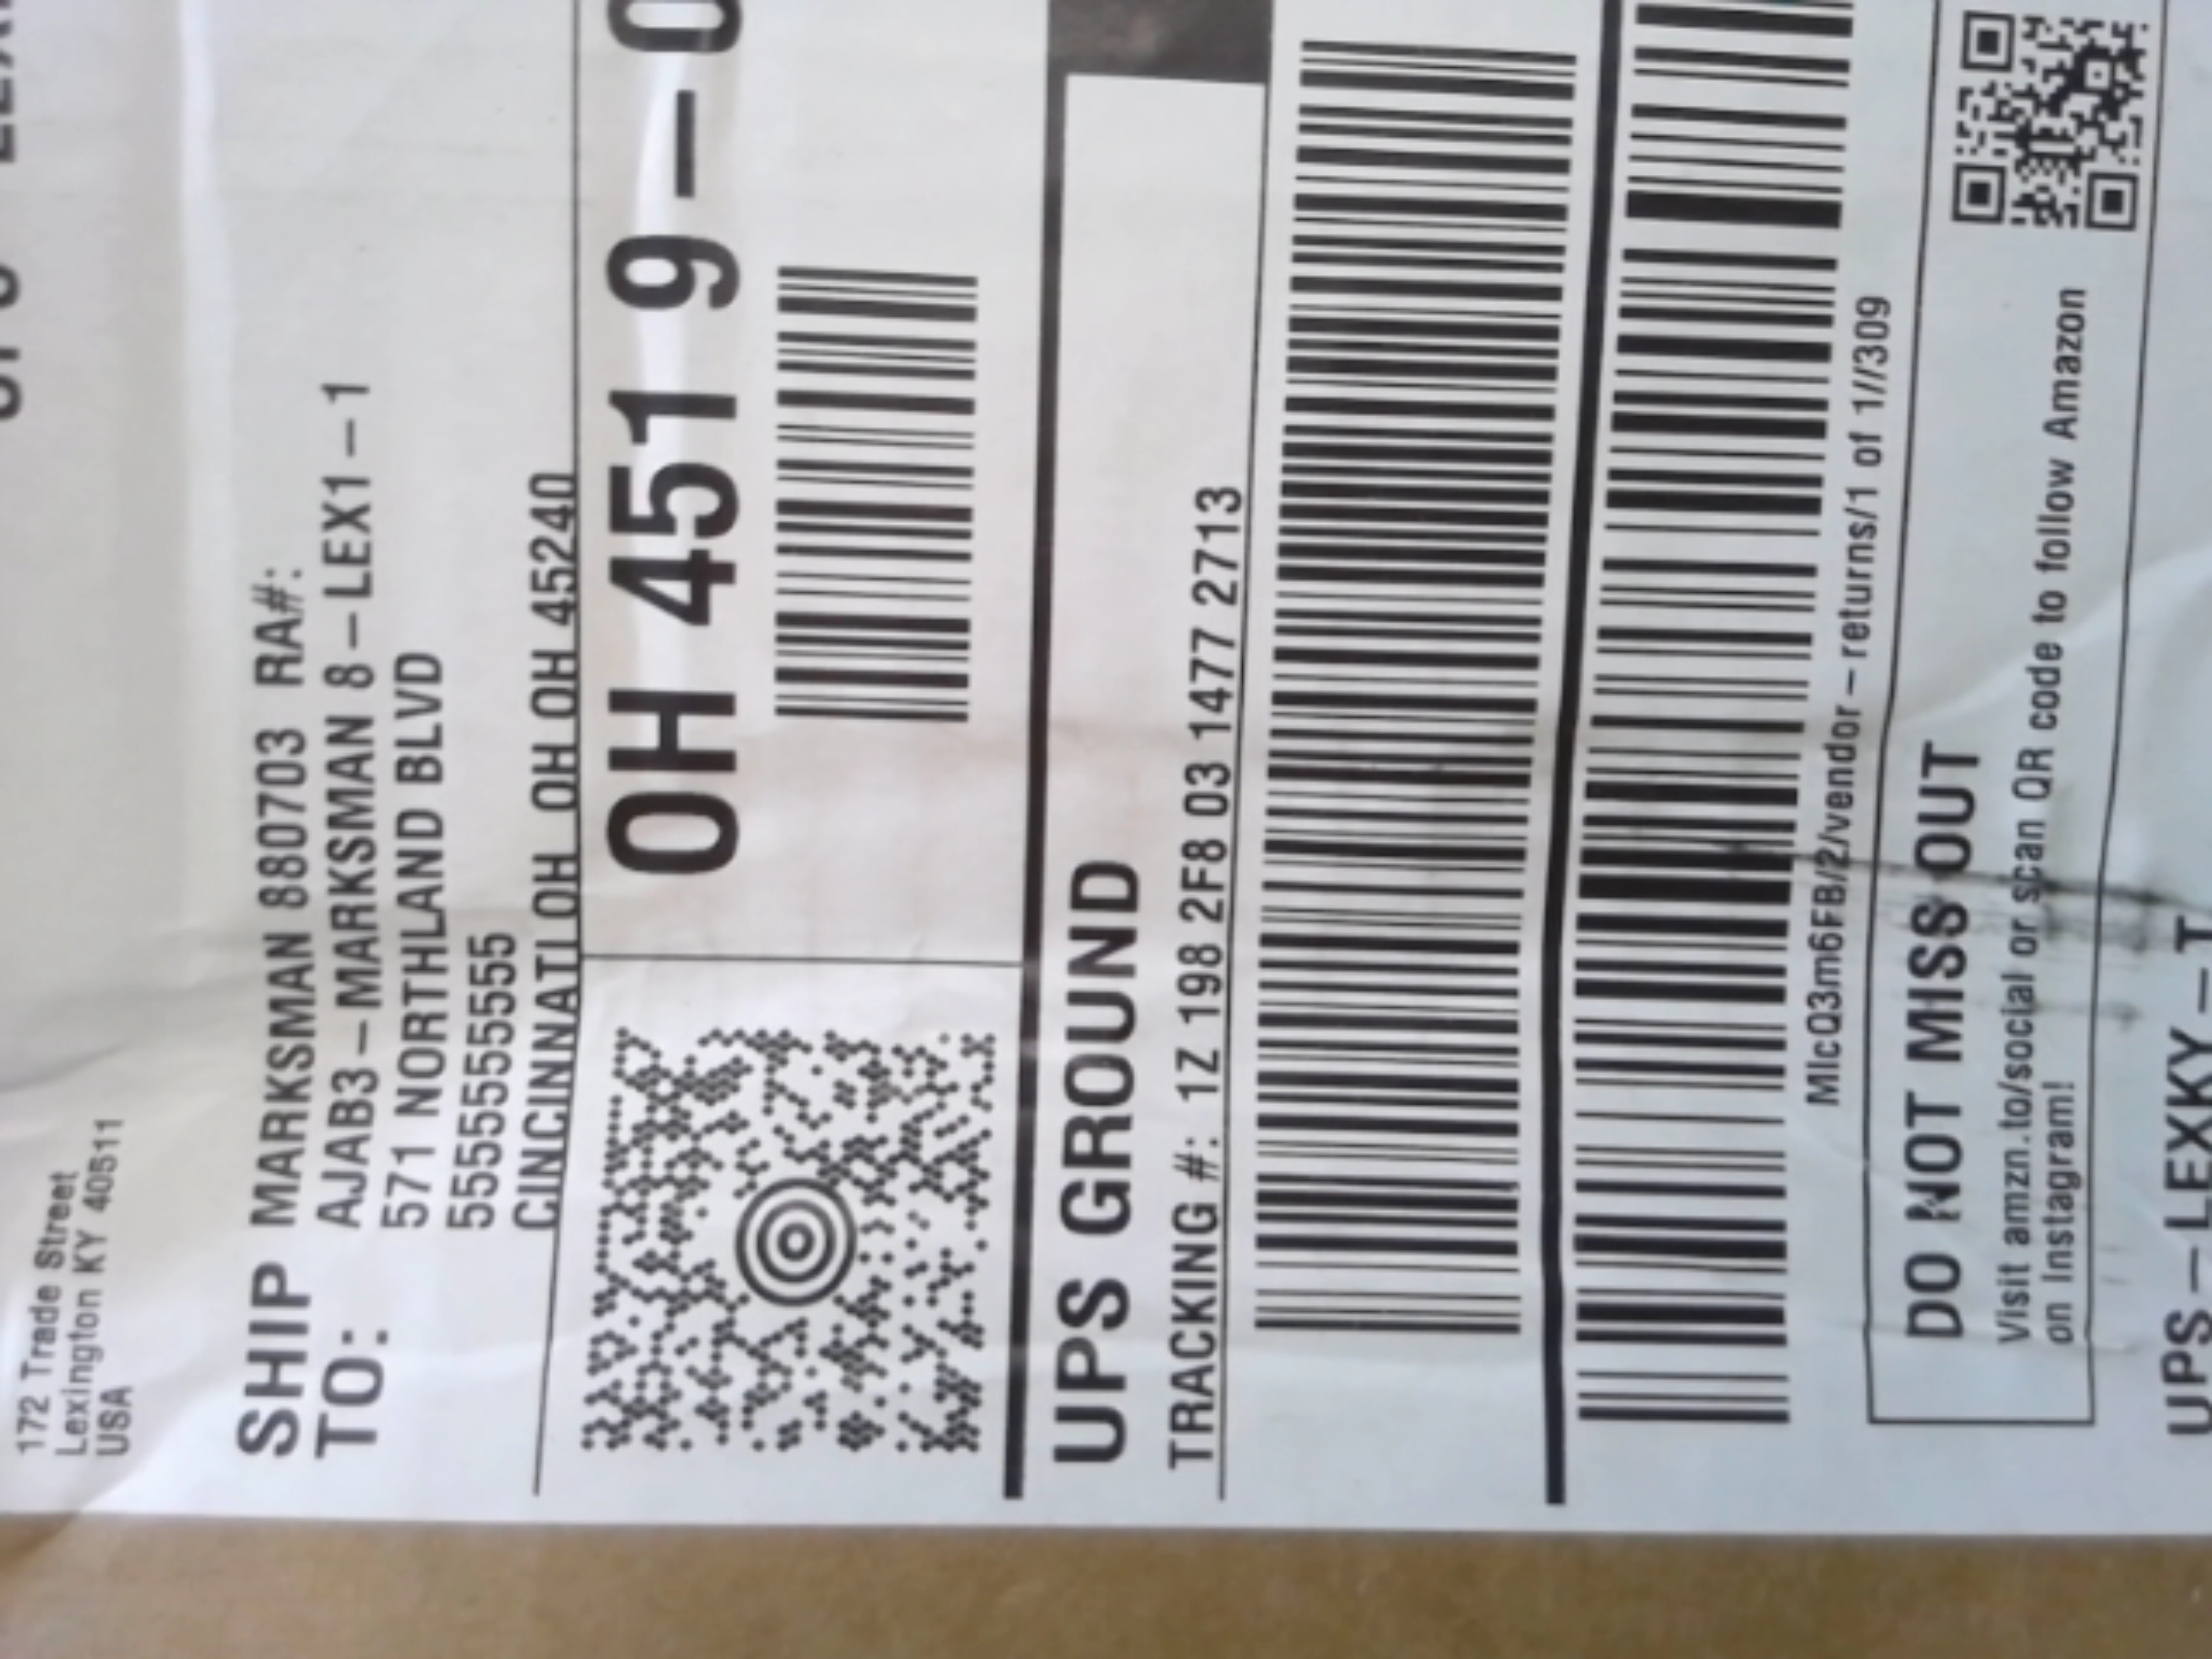 172 Trade Street
Lexington KY 40511
USA
SHIP TO:
MARKSMAN 880703 RA#:
AJAB3-MARKSMAN 8-LEX1-1
571 NORTHLAND BLVD
5555555555
CINCINNATI OH OH OH 45240
OH 451 9-0
UPS GROUND
TRACKING #: 1Z 198 2F8 03 1477 2713
MIcQ3m6FB/2/vendor-returns/1 of 1//309
DO NOT MISS OUT
Visit amzn.to/social or scan QR code to follow Amazon
on Instagram!
UPS-LEXKY-T